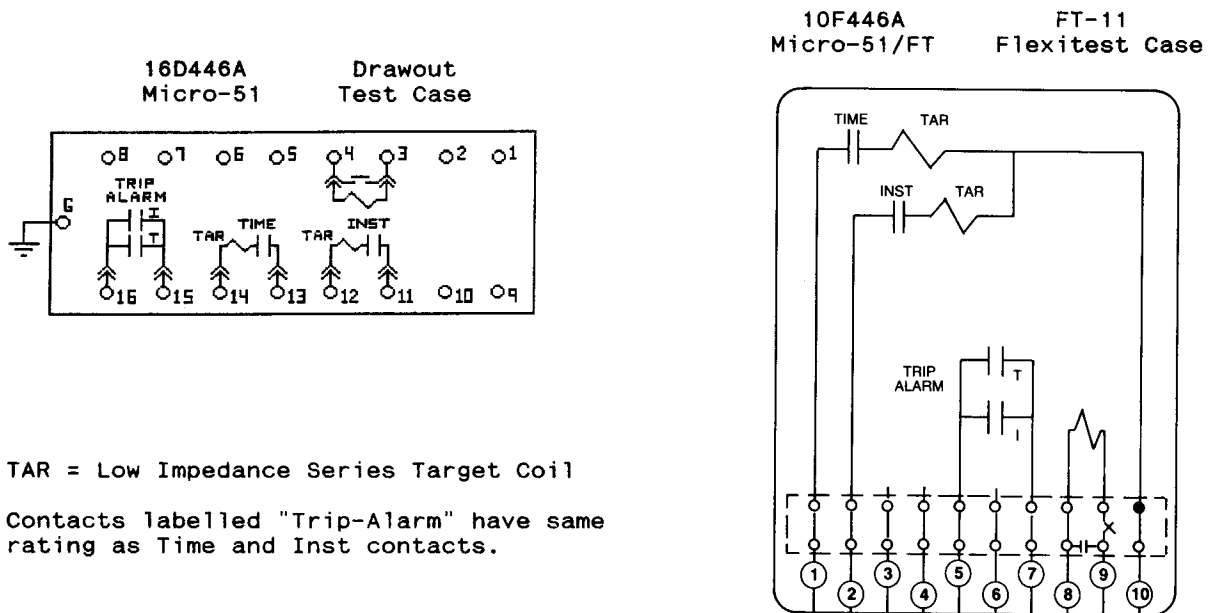 16D446A Drawout
Micro-51 Test Case
8 7 6 5 4 3 2 1
G
TRIP
ALARM
I
T
TAR TIME
TAR INST
16 15 14 13 12 11 10 9
TAR = Low Impedance Series Target Coil
Contacts labelled "Trip-Alarm" have same
rating as Time and Inst contacts.
10F446A FT-11
Micro-51/FT Flexitest Case
TIME TAR
INST TAR
TRIP
ALARM
T
I
1 2 3 4 5 6 7 8 9 10